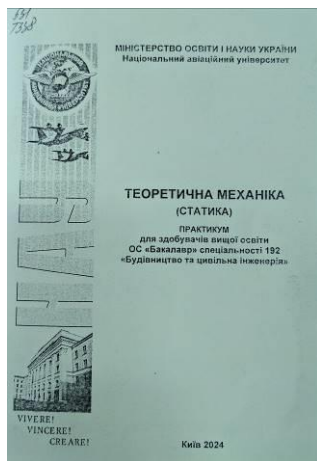 МІНІСТЕРСТВО ОСВІТИ І НАУКИ УКРАЇНИ
Національний авіаційний університет
ТЕОРЕТИЧНА МЕХАНІКА
(СТАТИКА)
ПРАКТИКУМ
для здобувачів вищої освіти
ОС «Бакалавр» спеціальності 192
«Будівництво та цивільна інженерія»
VIVERE!
VINCERE!
CREARE!
Київ 2024